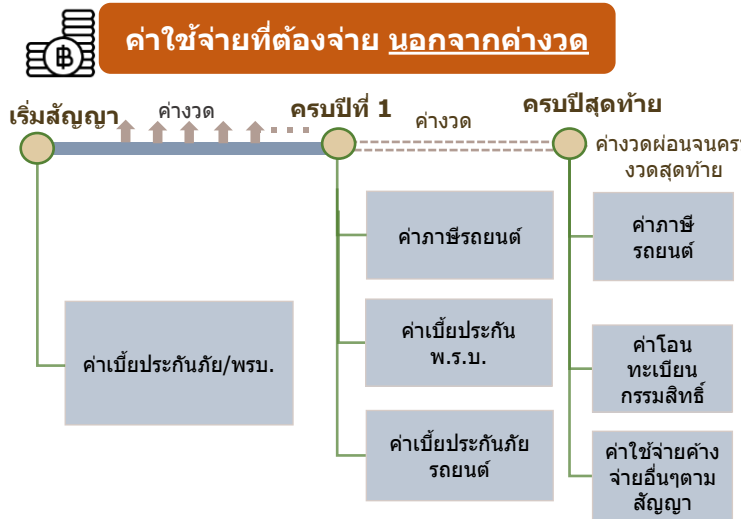 ค่าใช้จ่ายที่ต้องจ่าย นอกจากค่างวด
เริ่มสัญญา
ค่างวด
ครบปีที่ 1
ค่างวด
ครบปีสุดท้าย
ค่างวดผ่อนจนคร
งวดสุดท้าย
ค่าเบี้ยประกันภัย/พรบ.
ค่าภาษีรถยนต์
ค่าเบี้ยประกัน
พ.ร.บ.
ค่าเบี้ยประกันภัย
รถยนต์
ค่าภาษี
รถยนต์
ค่าโอน
ทะเบียน
กรรมสิทธิ์
ค่าใช้จ่ายค้าง
จ่ายอื่นๆตาม
สัญญา